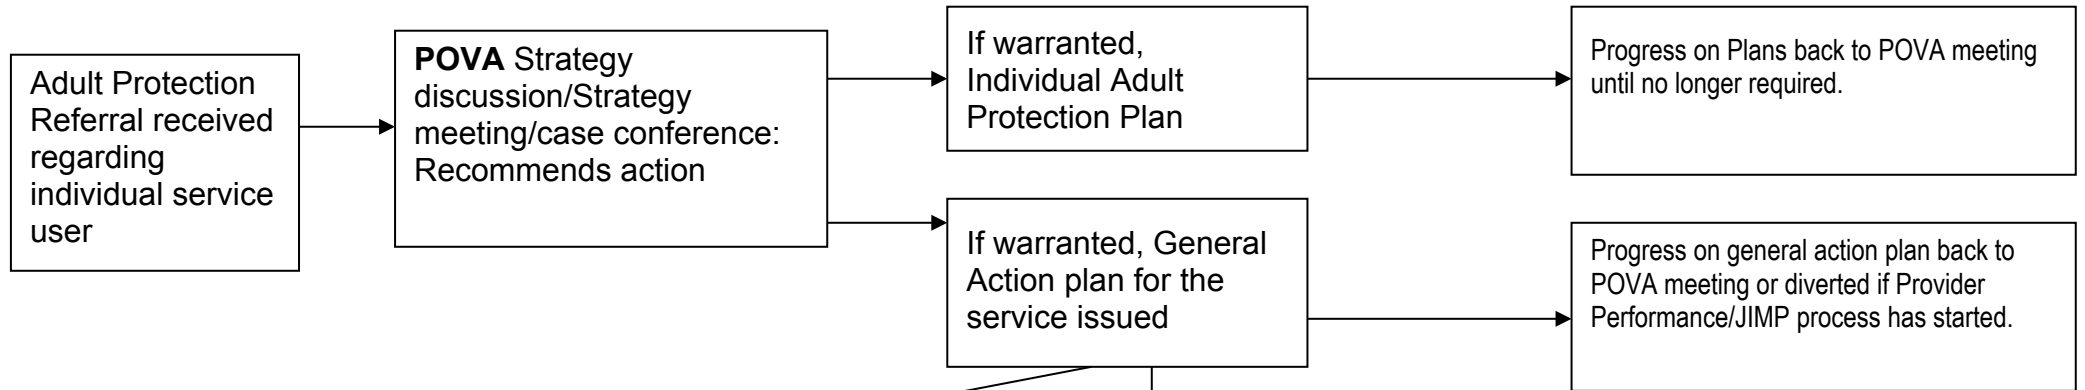 Adult Protection
Referral received
regarding
individual service
user
POVA Strategy
discussion/Strategy
meeting/case conference:
Recommends action
If warranted,
Individual Adult
Protection Plan
Progress on Plans back to POVA meeting
until no longer required.
If warranted, General
Action plan for the
service issued
Progress on general action plan back to
POVA meeting or diverted if Provider
Performance/JIMP process has started.